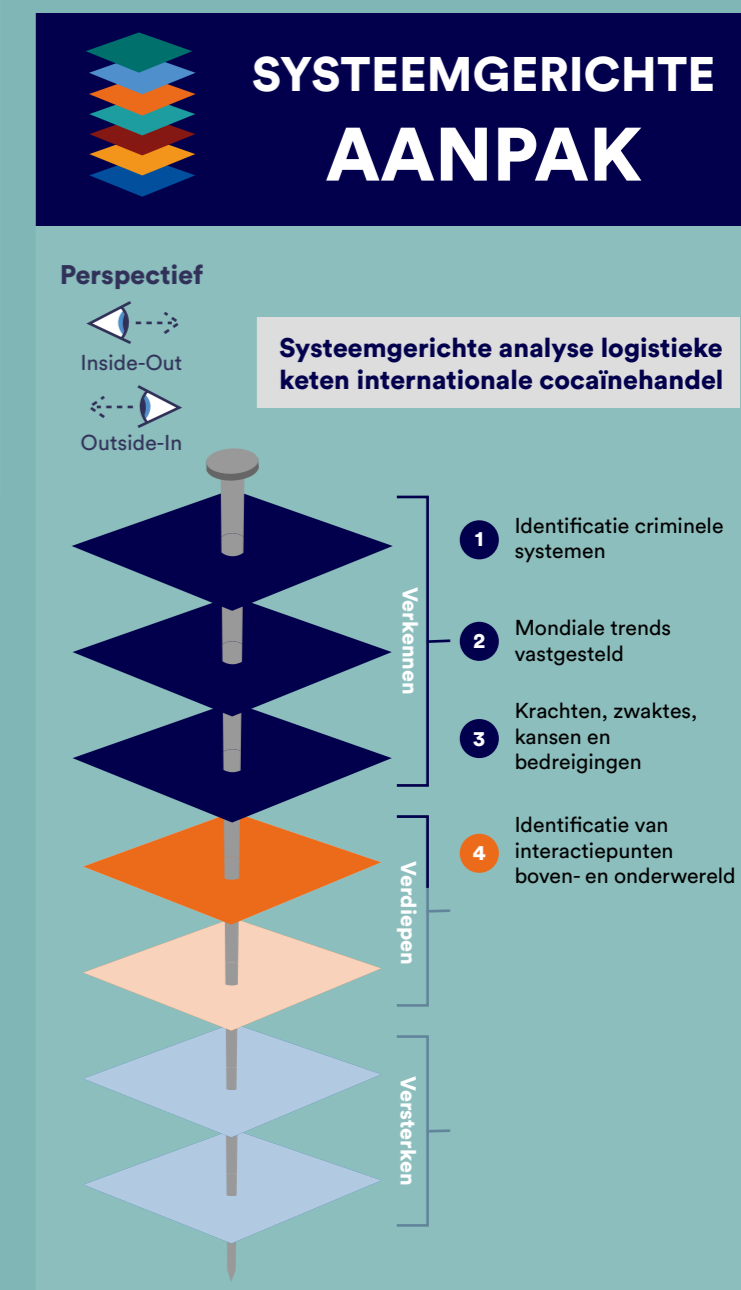 SYSTEEMGERICHTE
AANPAK
Perspectief
Inside-Out
Outside-In
Systeemgerichte analyse logistieke
keten internationale cocaïnehandel
Verkennen
1
Identificatie criminele
systemen
2
Mondiale trends
vastgesteld
3
Krachten, zwaktes,
kansen en
bedreigingen
Verdiepen
4
Identificatie van
interactiepunten
boven- en onderwereld
Versterken